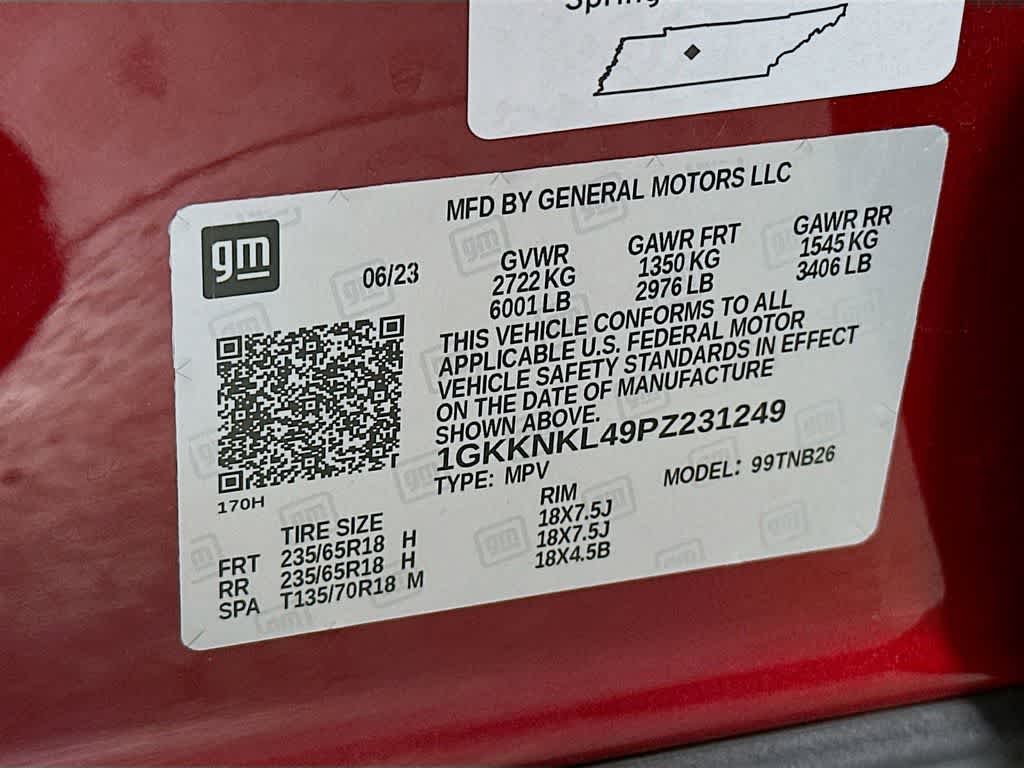 gm
MFD BY GENERAL MOTORS LLC
06/23
GVWR
2722 KG
6001 LB
GAWR FRT
1350 KG
2976 LB
GAWR RR
1545 KG
3406 LB
THIS VEHICLE CONFORMS TO ALL
APPLICABLE U.S. FEDERAL MOTOR
VEHICLE SAFETY STANDARDS IN EFFECT
ON THE DATE OF MANUFACTURE
SHOWN ABOVE.
1GKKNKL49PZ231249
TYPE: MPV
MODEL: 99TNB26
170H
TIRE SIZE
RIM
FRT 235/65R18 H 18X7.5J
RR 235/65R18 H 18X7.5J
SPA T135/70R18 M 18X4.5B